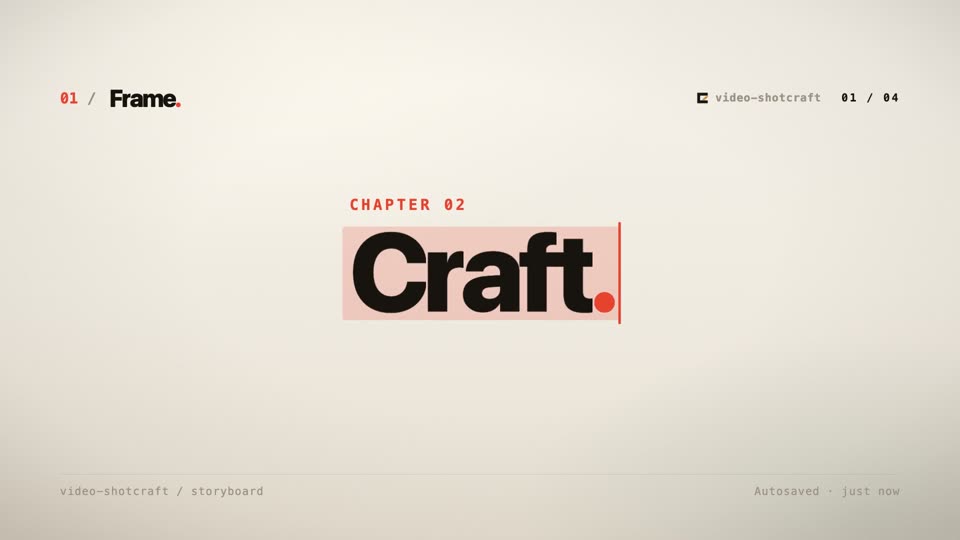 01 / Frame.
video-shotcraft 01 / 04
CHAPTER 02
Craft.
video-shotcraft / storyboard
Autosaved · just now